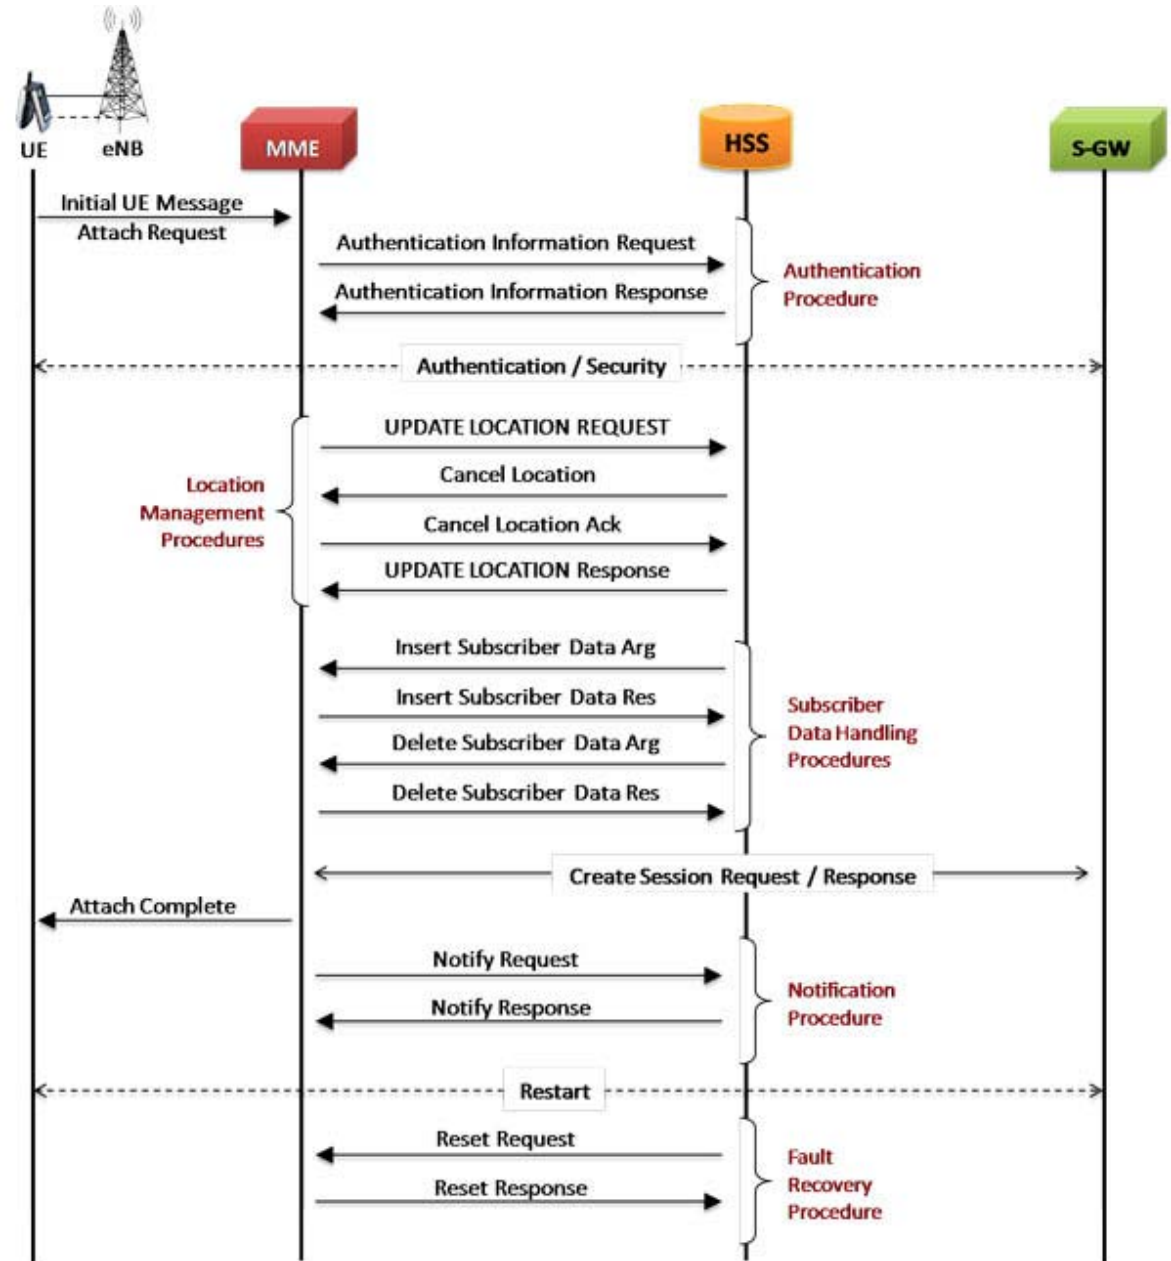 UE
eNB
MME
HSS
S-GW
Initial UE Message
Attach Request
Authentication Information Request
Authentication Information Response
Authentication
Procedure
Authentication / Security
UPDATE LOCATION REQUEST
Cancel Location
Cancel Location Ack
UPDATE LOCATION Response
Location
Management
Procedures
Insert Subscriber Data Arg
Insert Subscriber Data Res
Delete Subscriber Data Arg
Delete Subscriber Data Res
Subscriber
Data Handling
Procedures
Create Session Request / Response
Attach Complete
Notify Request
Notify Response
Notification
Procedure
Restart
Reset Request
Reset Response
Fault
Recovery
Procedure